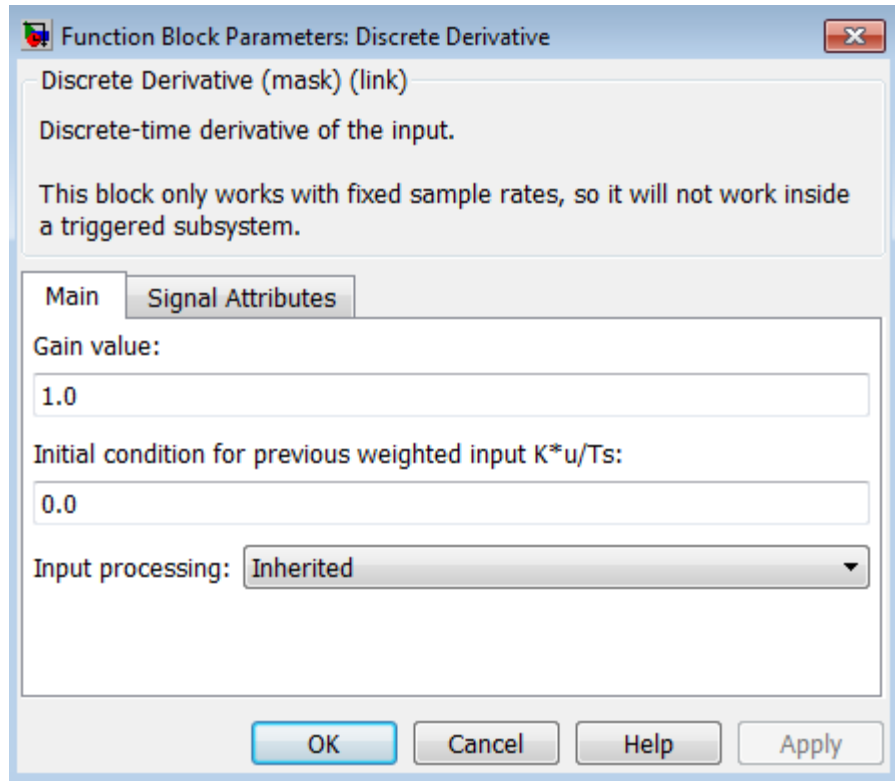 Function Block Parameters: Discrete Derivative
Discrete Derivative (mask) (link)
Discrete-time derivative of the input.
This block only works with fixed sample rates, so it will not work inside
a triggered subsystem.
Main Signal Attributes
Gain value:
1.0
Initial condition for previous weighted input K*u/Ts:
0.0
Input processing: Inherited
OK Cancel Help Apply